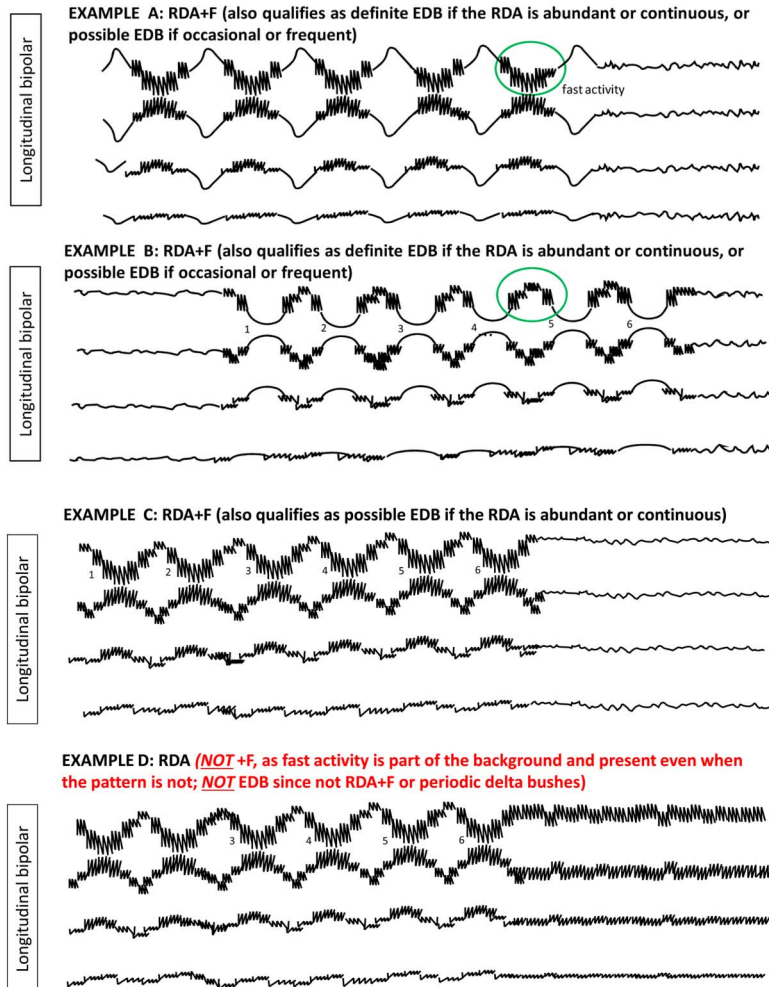 EXAMPLE A: RDA+F (also qualifies as definite EDB if the RDA is abundant or continuous, or
possible EDB if occasional or frequent)
Longitudinal bipolar
fast activity
EXAMPLE B: RDA+F (also qualifies as definite EDB if the RDA is abundant or continuous, or
possible EDB if occasional or frequent)
Longitudinal bipolar
1 2 3 4 5 6
EXAMPLE C: RDA+F (also qualifies as possible EDB if the RDA is abundant or continuous)
Longitudinal bipolar
1 2 3 4 5 6
EXAMPLE D: RDA (NOT +F, as fast activity is part of the background and present even when
the pattern is not; NOT EDB since not RDA+F or periodic delta bushes)
Longitudinal bipolar
3 4 5 6